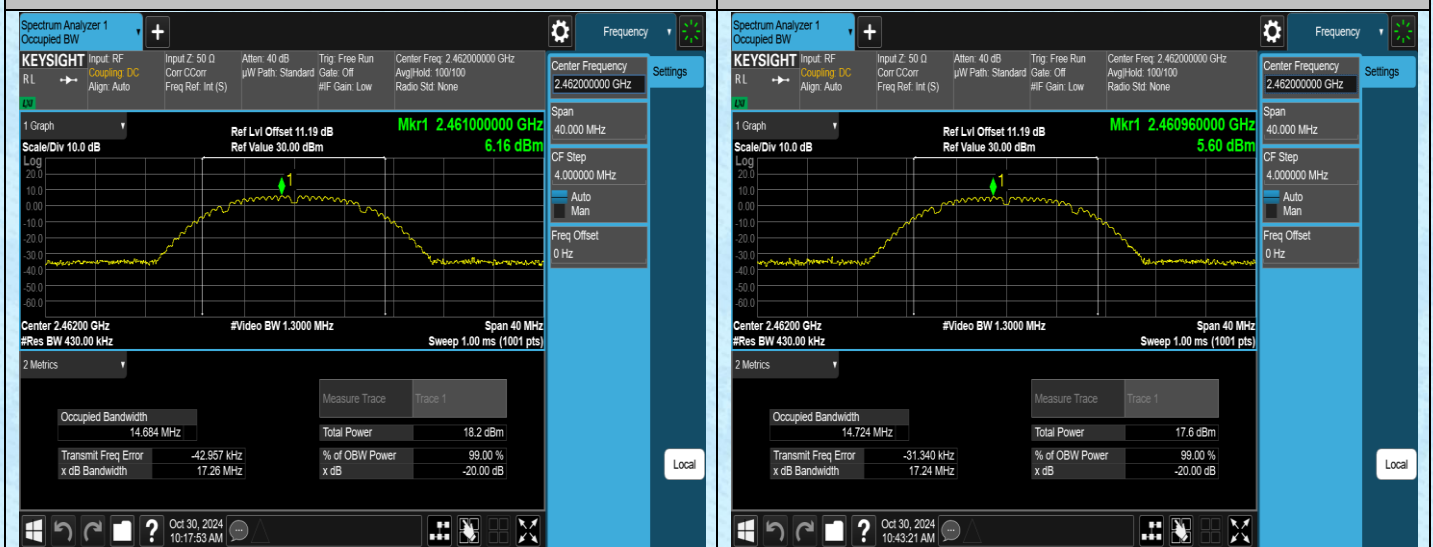 Spectrum Analyzer 1
Occupied BW
Frequency
KEYSIGHT
Input: RF
Coupling: DC
Align: Auto
Input Z: 50 Ω
Corr CCorr
Freq Ref: Int (S)
Atten: 40 dB
µW Path: Standard
Trig: Free Run
Gate: Off
#IF Gain: Low
Center Freq: 2.462000000 GHz
Avg|Hold: 100/100
Radio Std: None
R L
LXI
Center Frequency
2.462000000 GHz
Settings
Span
40.000 MHz
CF Step
4.000000 MHz
Auto
Man
Freq Offset
0 Hz
1 Graph
Scale/Div 10.0 dB
Ref Lvl Offset 11.19 dB
Ref Value 30.00 dBm
Mkr1 2.461000000 GHz
6.16 dBm
Log
20.0
10.0
0.00
-10.0
-20.0
-30.0
-40.0
-50.0
-60.0
1
Center 2.46200 GHz
#Res BW 430.00 kHz
#Video BW 1.3000 MHz
Span 40 MHz
Sweep 1.00 ms (1001 pts)
2 Metrics
Measure Trace
Trace 1
Occupied Bandwidth
14.684 MHz
Total Power
18.2 dBm
Transmit Freq Error
-42.957 kHz
% of OBW Power
99.00 %
x dB Bandwidth
17.26 MHz
x dB
-20.00 dB
Local
?
Oct 30, 2024
10:17:53 AM
Spectrum Analyzer 1
Occupied BW
Frequency
KEYSIGHT
Input: RF
Coupling: DC
Align: Auto
Input Z: 50 Ω
Corr CCorr
Freq Ref: Int (S)
Atten: 40 dB
µW Path: Standard
Trig: Free Run
Gate: Off
#IF Gain: Low
Center Freq: 2.462000000 GHz
Avg|Hold: 100/100
Radio Std: None
R L
LXI
Center Frequency
2.462000000 GHz
Settings
Span
40.000 MHz
CF Step
4.000000 MHz
Auto
Man
Freq Offset
0 Hz
1 Graph
Scale/Div 10.0 dB
Ref Lvl Offset 11.19 dB
Ref Value 30.00 dBm
Mkr1 2.460960000 GHz
5.60 dBm
Log
20.0
10.0
0.00
-10.0
-20.0
-30.0
-40.0
-50.0
-60.0
1
Center 2.46200 GHz
#Res BW 430.00 kHz
#Video BW 1.3000 MHz
Span 40 MHz
Sweep 1.00 ms (1001 pts)
2 Metrics
Measure Trace
Trace 1
Occupied Bandwidth
14.724 MHz
Total Power
17.6 dBm
Transmit Freq Error
-31.340 kHz
% of OBW Power
99.00 %
x dB Bandwidth
17.24 MHz
x dB
-20.00 dB
Local
?
Oct 30, 2024
10:43:21 AM